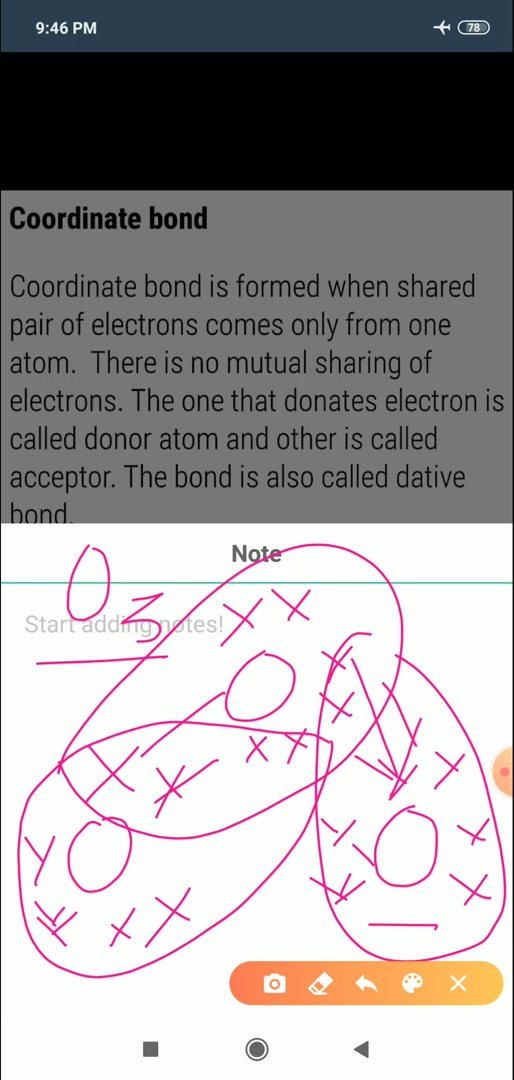 9:46 PM
78
Coordinate bond
Coordinate bond is formed when shared
pair of electrons comes only from one
atom. There is no mutual sharing of
electrons. The one that donates electron is
called donor atom and other is called
acceptor. The bond is also called dative
bond.
Note
Start adding notes!
O3
X X
O
X
X
X X X X
X
O
O
X
X
X X X
X